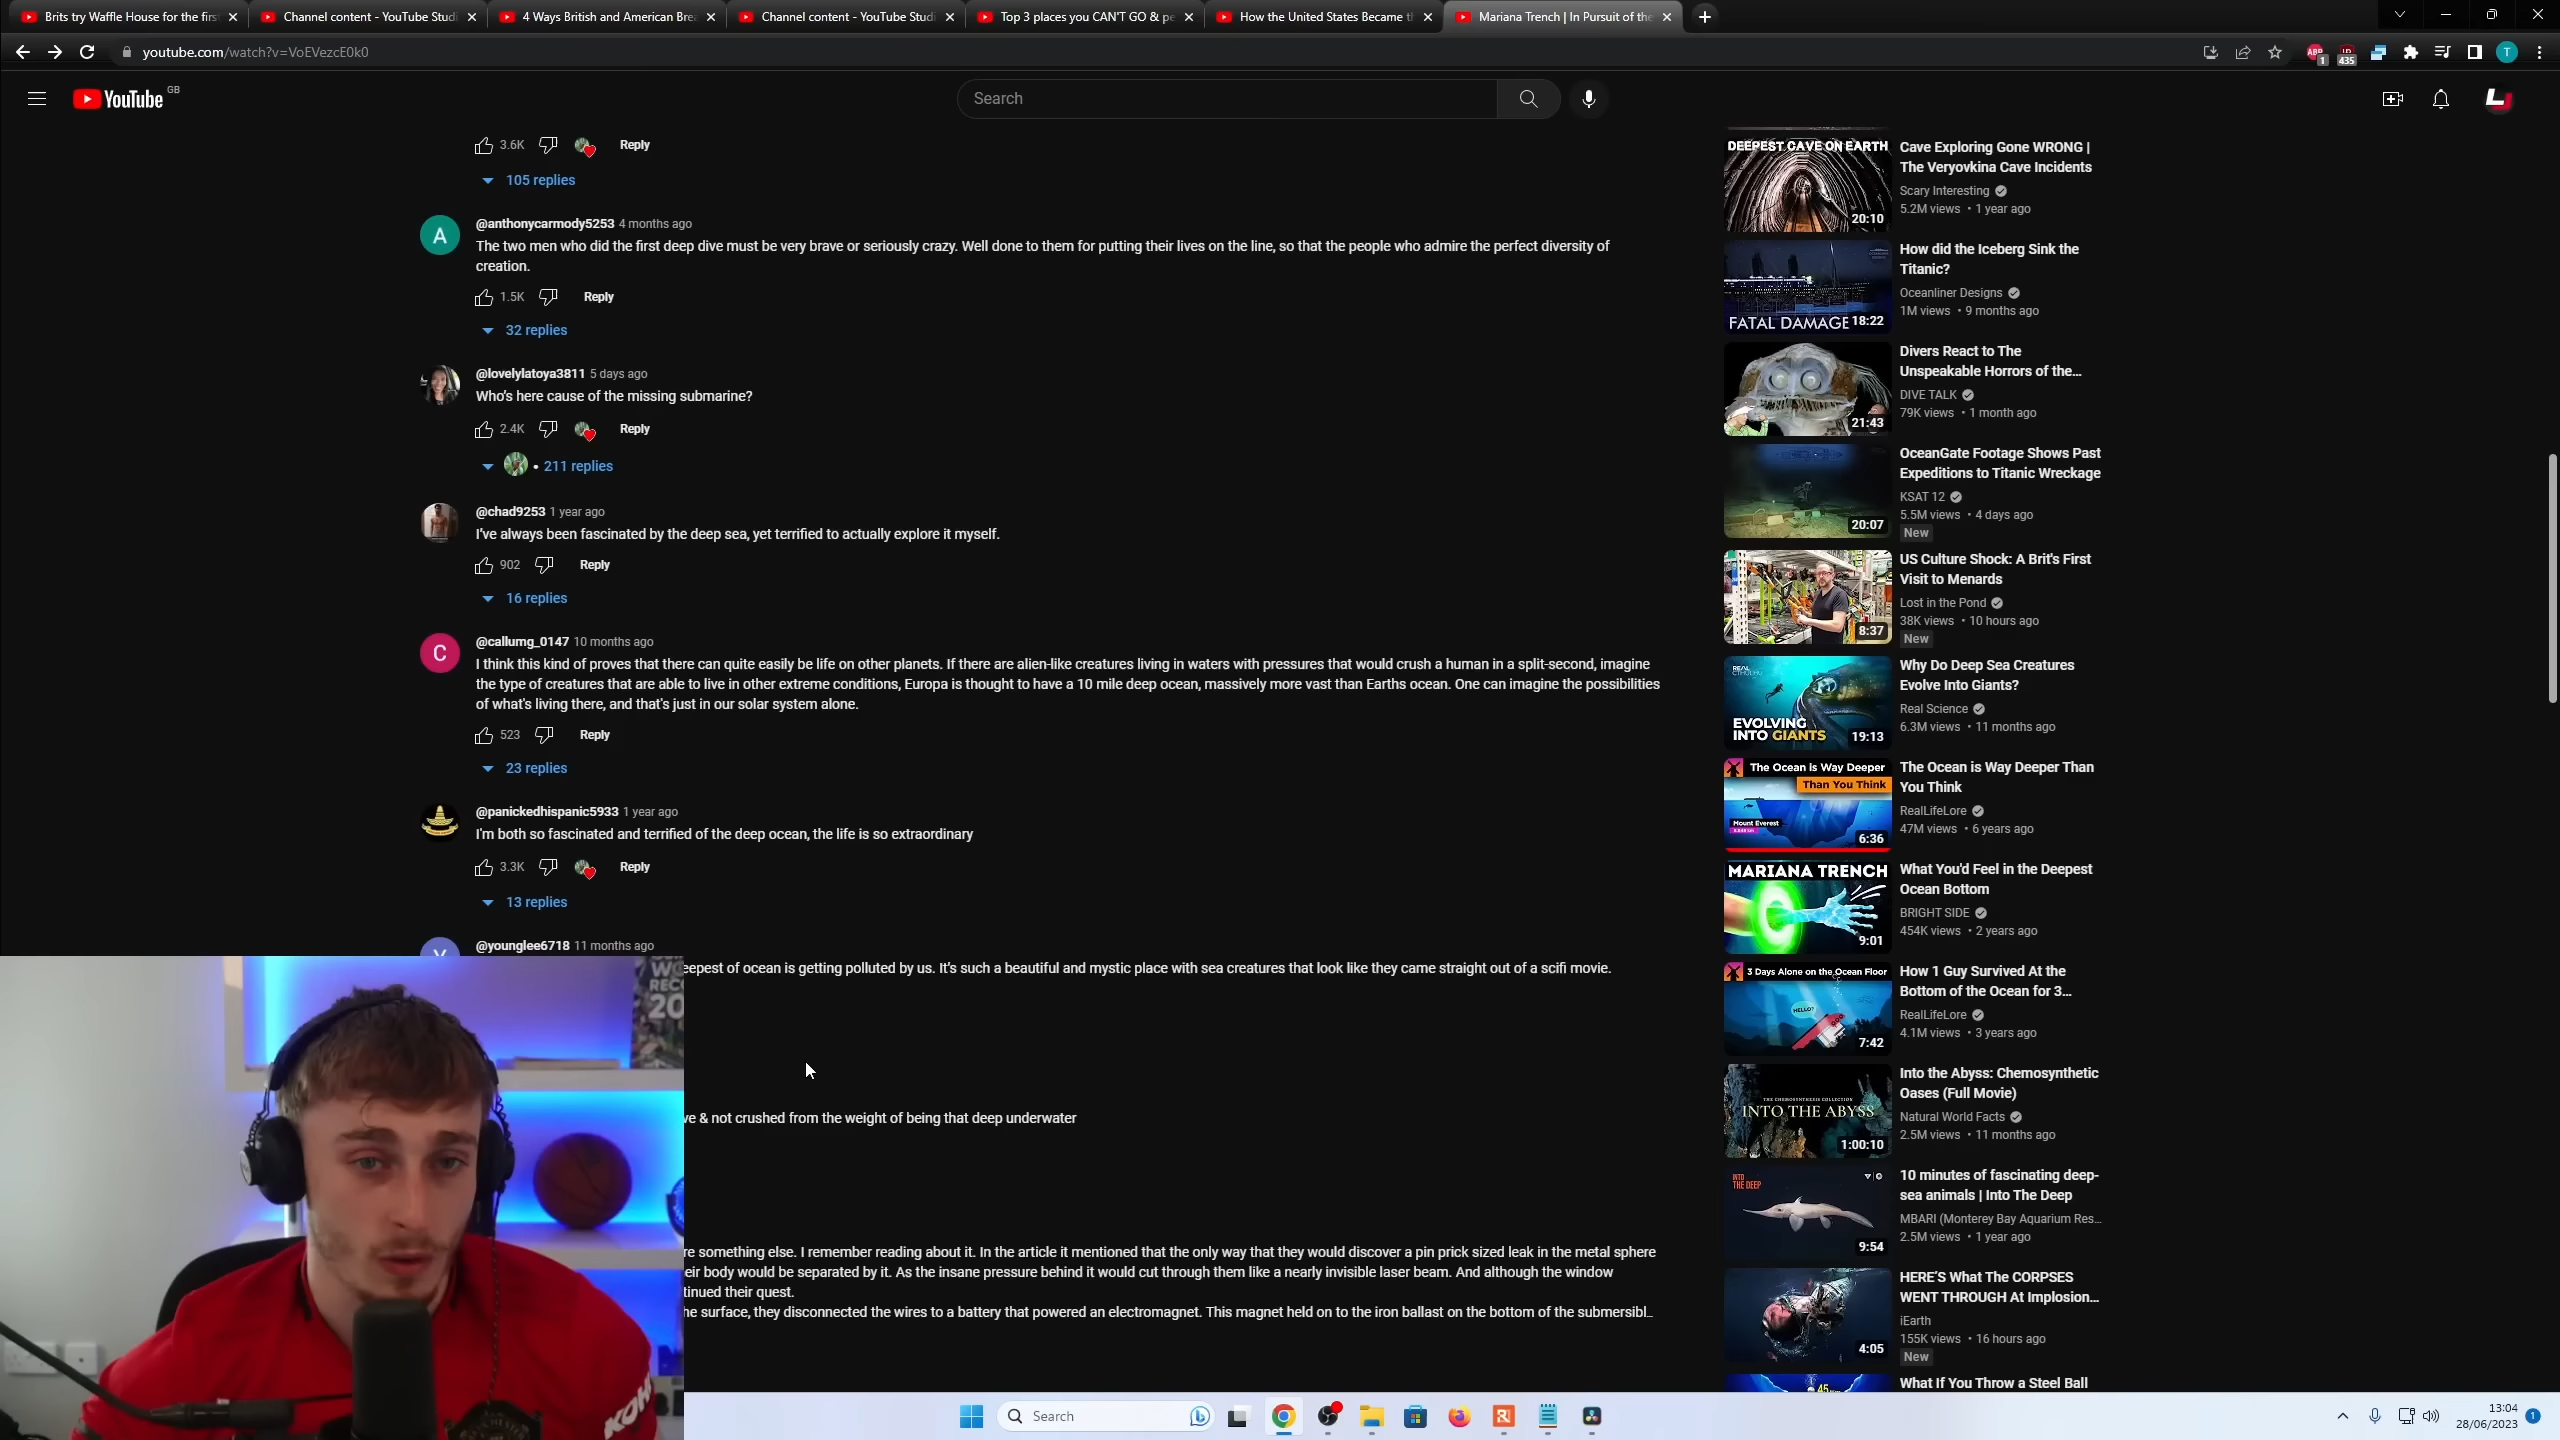 Brits try Waffle House for the first
Channel content - YouTube Studi
4 Ways British and American Bre
Channel content - YouTube Studi
Top 3 places you CAN'T GO & pe
How the United States Became t
Mariana Trench | In Pursuit of the
youtube.com/watch?v=VoEVezcE0k0
ABP
1
435
T
YouTube GB
Search
3.6K Reply
105 replies
A
@anthonycarmody5253 4 months ago
The two men who did the first deep dive must be very brave or seriously crazy. Well done to them for putting their lives on the line, so that the people who admire the perfect diversity of
creation.
1.5K Reply
32 replies
@lovelylatoya3811 5 days ago
Who's here cause of the missing submarine?
2.4K Reply
• 211 replies
@chad9253 1 year ago
I've always been fascinated by the deep sea, yet terrified to actually explore it myself.
902 Reply
16 replies
C
@callumg_0147 10 months ago
I think this kind of proves that there can quite easily be life on other planets. If there are alien-like creatures living in waters with pressures that would crush a human in a split-second, imagine
the type of creatures that are able to live in other extreme conditions, Europa is thought to have a 10 mile deep ocean, massively more vast than Earths ocean. One can imagine the possibilities
of what's living there, and that's just in our solar system alone.
523 Reply
23 replies
@panickedhispanic5933 1 year ago
I'm both so fascinated and terrified of the deep ocean, the life is so extraordinary
3.3K Reply
13 replies
@younglee6718 11 months ago
eepest of ocean is getting polluted by us. It's such a beautiful and mystic place with sea creatures that look like they came straight out of a scifi movie.
ve & not crushed from the weight of being that deep underwater
re something else. I remember reading about it. In the article it mentioned that the only way that they would discover a pin prick sized leak in the metal sphere
eir body would be separated by it. As the insane pressure behind it would cut through them like a nearly invisible laser beam. And although the window
tinued their quest.
he surface, they disconnected the wires to a battery that powered an electromagnet. This magnet held on to the iron ballast on the bottom of the submersibl...
DEEPEST CAVE ON EARTH
20:10
Cave Exploring Gone WRONG |
The Veryovkina Cave Incidents
Scary Interesting
5.2M views • 1 year ago
FATAL DAMAGE
18:22
How did the Iceberg Sink the
Titanic?
Oceanliner Designs
1M views • 9 months ago
21:43
Divers React to The
Unspeakable Horrors of the...
DIVE TALK
79K views • 1 month ago
20:07
OceanGate Footage Shows Past
Expeditions to Titanic Wreckage
KSAT 12
5.5M views • 4 days ago
New
8:37
US Culture Shock: A Brit's First
Visit to Menards
Lost in the Pond
38K views • 10 hours ago
New
EVOLVING
INTO GIANTS
19:13
Why Do Deep Sea Creatures
Evolve Into Giants?
Real Science
6.3M views • 11 months ago
The Ocean is Way Deeper
Than You Think
Mount Everest
6:36
The Ocean is Way Deeper Than
You Think
RealLifeLore
47M views • 6 years ago
MARIANA TRENCH
9:01
What You'd Feel in the Deepest
Ocean Bottom
BRIGHT SIDE
454K views • 2 years ago
3 Days Alone on the Ocean Floor
HELLO?
7:42
How 1 Guy Survived At the
Bottom of the Ocean for 3...
RealLifeLore
4.1M views • 3 years ago
THE CHEMOSYNTHESIS COLLECTION
INTO THE ABYSS
1:00:10
Into the Abyss: Chemosynthetic
Oases (Full Movie)
Natural World Facts
2.5M views • 11 months ago
INTO
THE DEEP
9:54
10 minutes of fascinating deep-
sea animals | Into The Deep
MBARI (Monterey Bay Aquarium Res...
2.5M views • 1 year ago
4:05
HERE'S What The CORPSES
WENT THROUGH At Implosion...
iEarth
155K views • 16 hours ago
New
45
What If You Throw a Steel Ball
KOHL
Search
13:04
28/06/2023
1